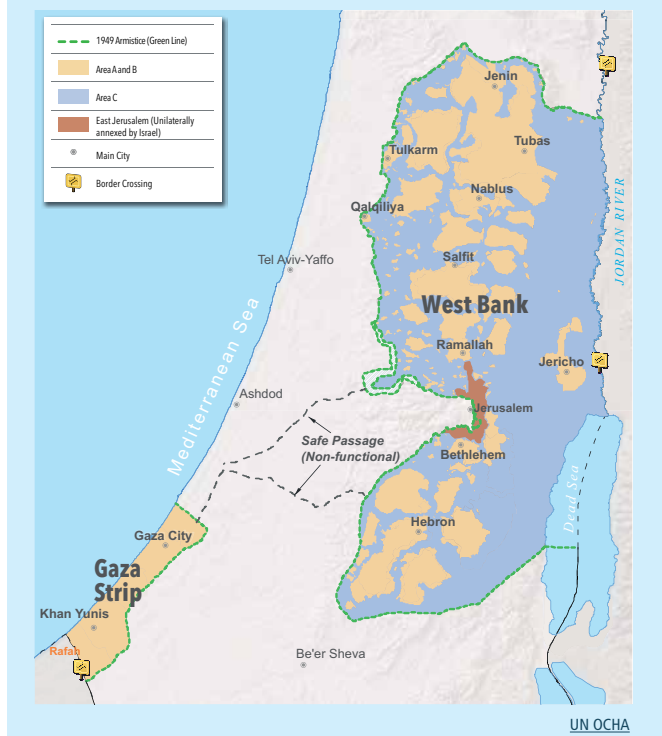 1949 Armistice (Green Line)
Area A and B
Area C
East Jerusalem (Unilaterally
annexed by Israel)
Main City
Border Crossing
Jenin
Tubas
Tulkarm
Nablus
Qalqiliya
JORDAN RIVER
Salfit
Tel Aviv-Yaffo
West Bank
Mediterranean Sea
Ramallah
Jericho
Ashdod
Jerusalem
Safe Passage
(Non-functional)
Bethlehem
Dead Sea
Hebron
Gaza City
Gaza
Strip
Khan Yunis
Rafah
Be'er Sheva
UN OCHA